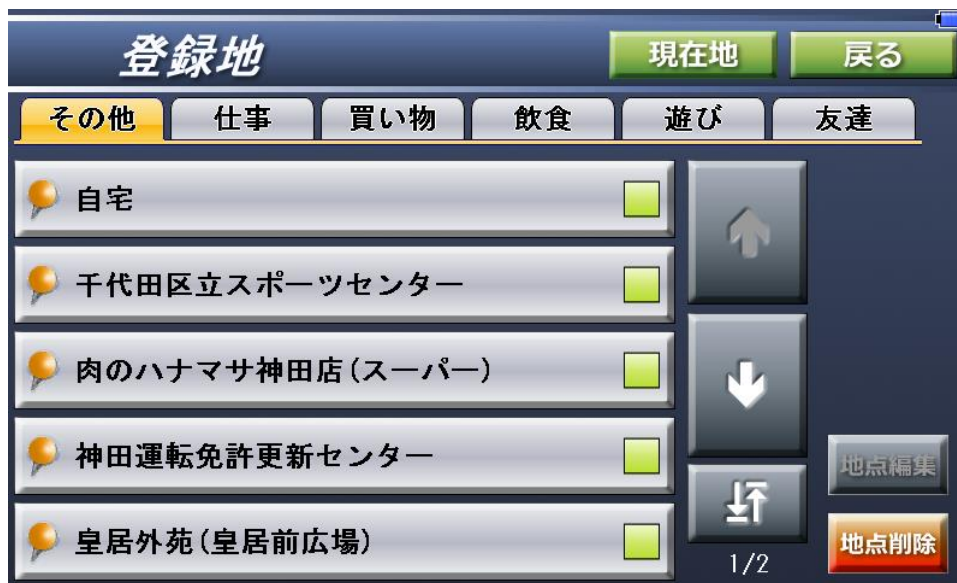 登録地
現在地
戻る
その他
仕事
買い物
飲食
遊び
友達
自宅
千代田区立スポーツセンター
肉のハナマサ神田店(スーパー)
神田運転免許更新センター
皇居外苑(皇居前広場)
地点編集
地点削除
1/2